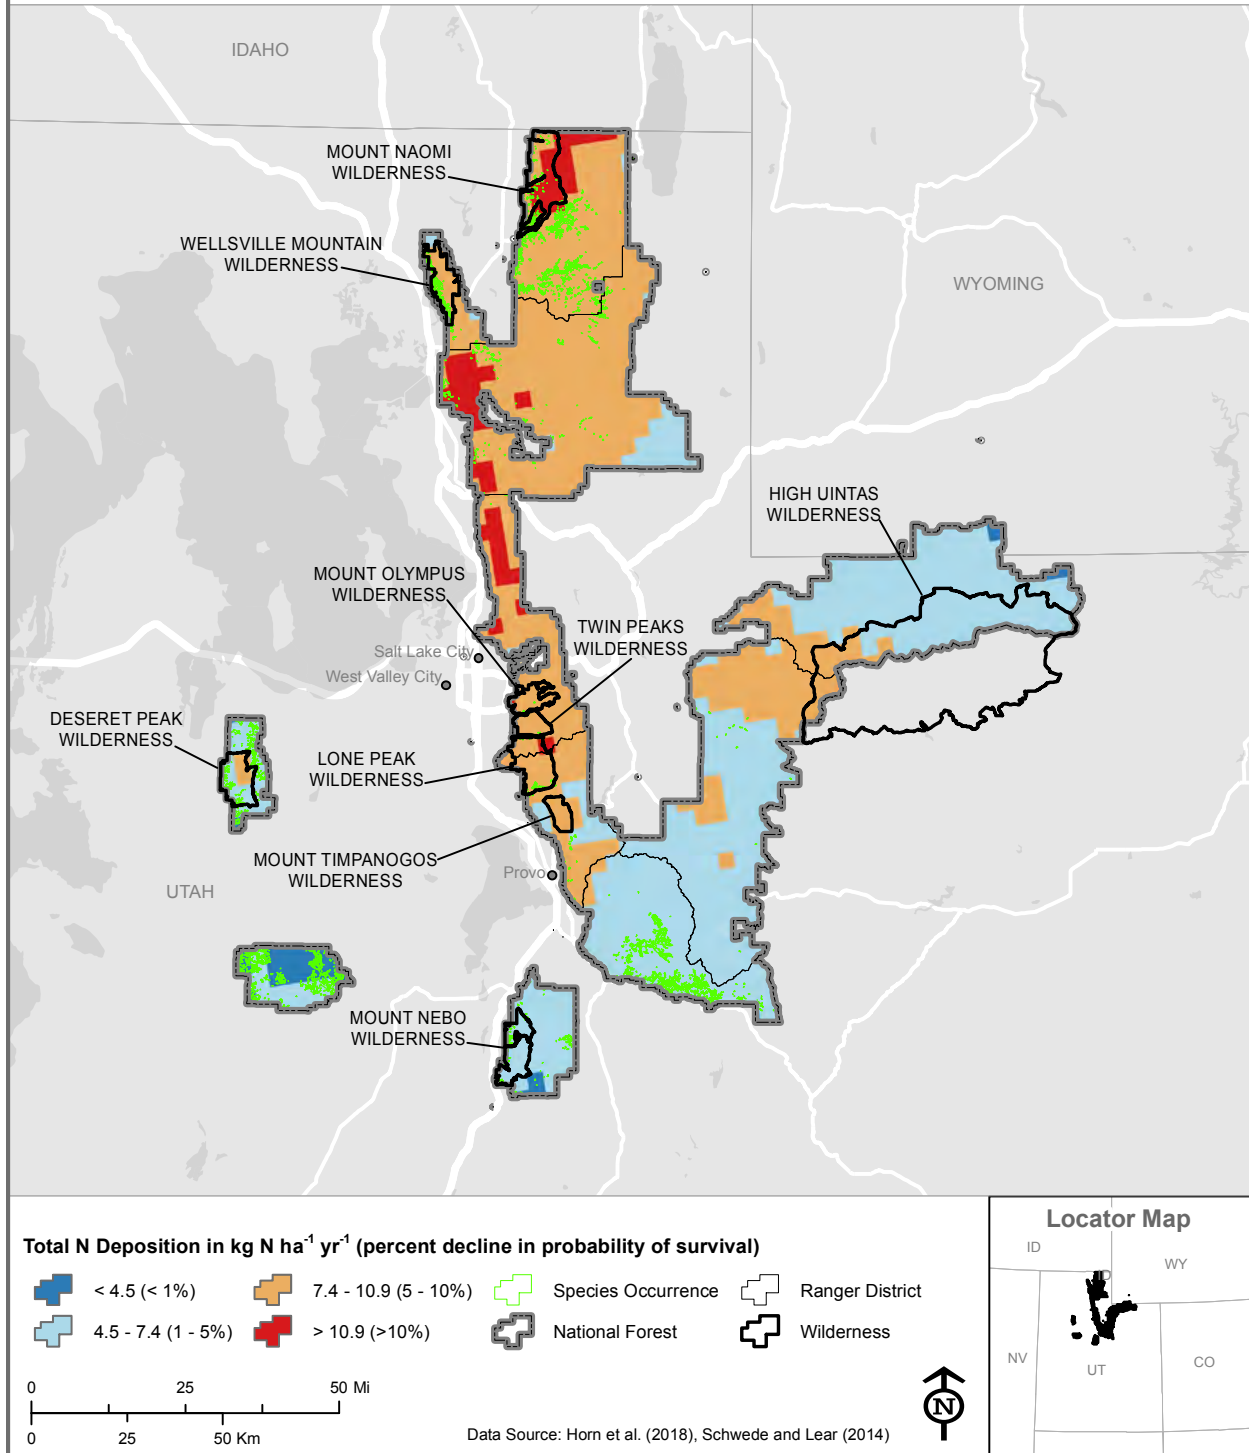 IDAHO
MOUNT NAOMI
WILDERNESS
WELLSVILLE MOUNTAIN
WILDERNESS
WYOMING
HIGH UINTAS
WILDERNESS
MOUNT OLYMPUS
WILDERNESS
TWIN PEAKS
WILDERNESS
Salt Lake City
West Valley City
DESERET PEAK
WILDERNESS
LONE PEAK
WILDERNESS
MOUNT TIMPANOGOS
WILDERNESS
Provo
UTAH
MOUNT NEBO
WILDERNESS
Total N Deposition in kg N ha⁻¹ yr⁻¹ (percent decline in probability of survival)
< 4.5 (< 1%)
7.4 - 10.9 (5 - 10%)
Species Occurrence
Ranger District
4.5 - 7.4 (1 - 5%)
> 10.9 (>10%)
National Forest
Wilderness
0 25 50 Mi
0 25 50 Km
N
Data Source: Horn et al. (2018), Schwede and Lear (2014)
Locator Map
ID
WY
NV
UT
CO